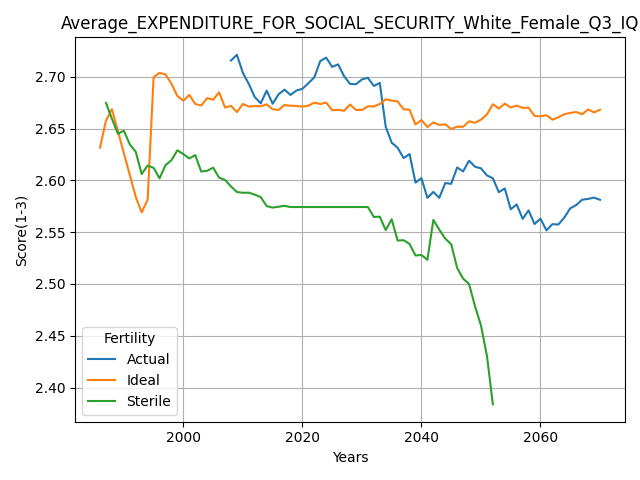 Average_EXPENDITURE_FOR_SOCIAL_SECURITY_White_Female_Q3_IQ
Score(1-3)
2.70
2.65
2.60
2.55
2.50
2.45
2.40
Fertility
Actual
Ideal
Sterile
2000
2020
2040
2060
Years